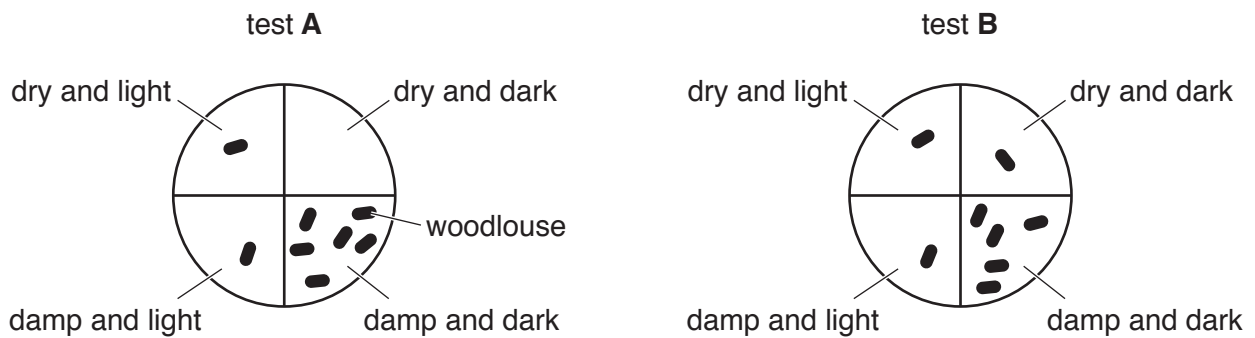 test A
dry and light
dry and dark
woodlouse
damp and light
damp and dark
test B
dry and light
dry and dark
damp and light
damp and dark